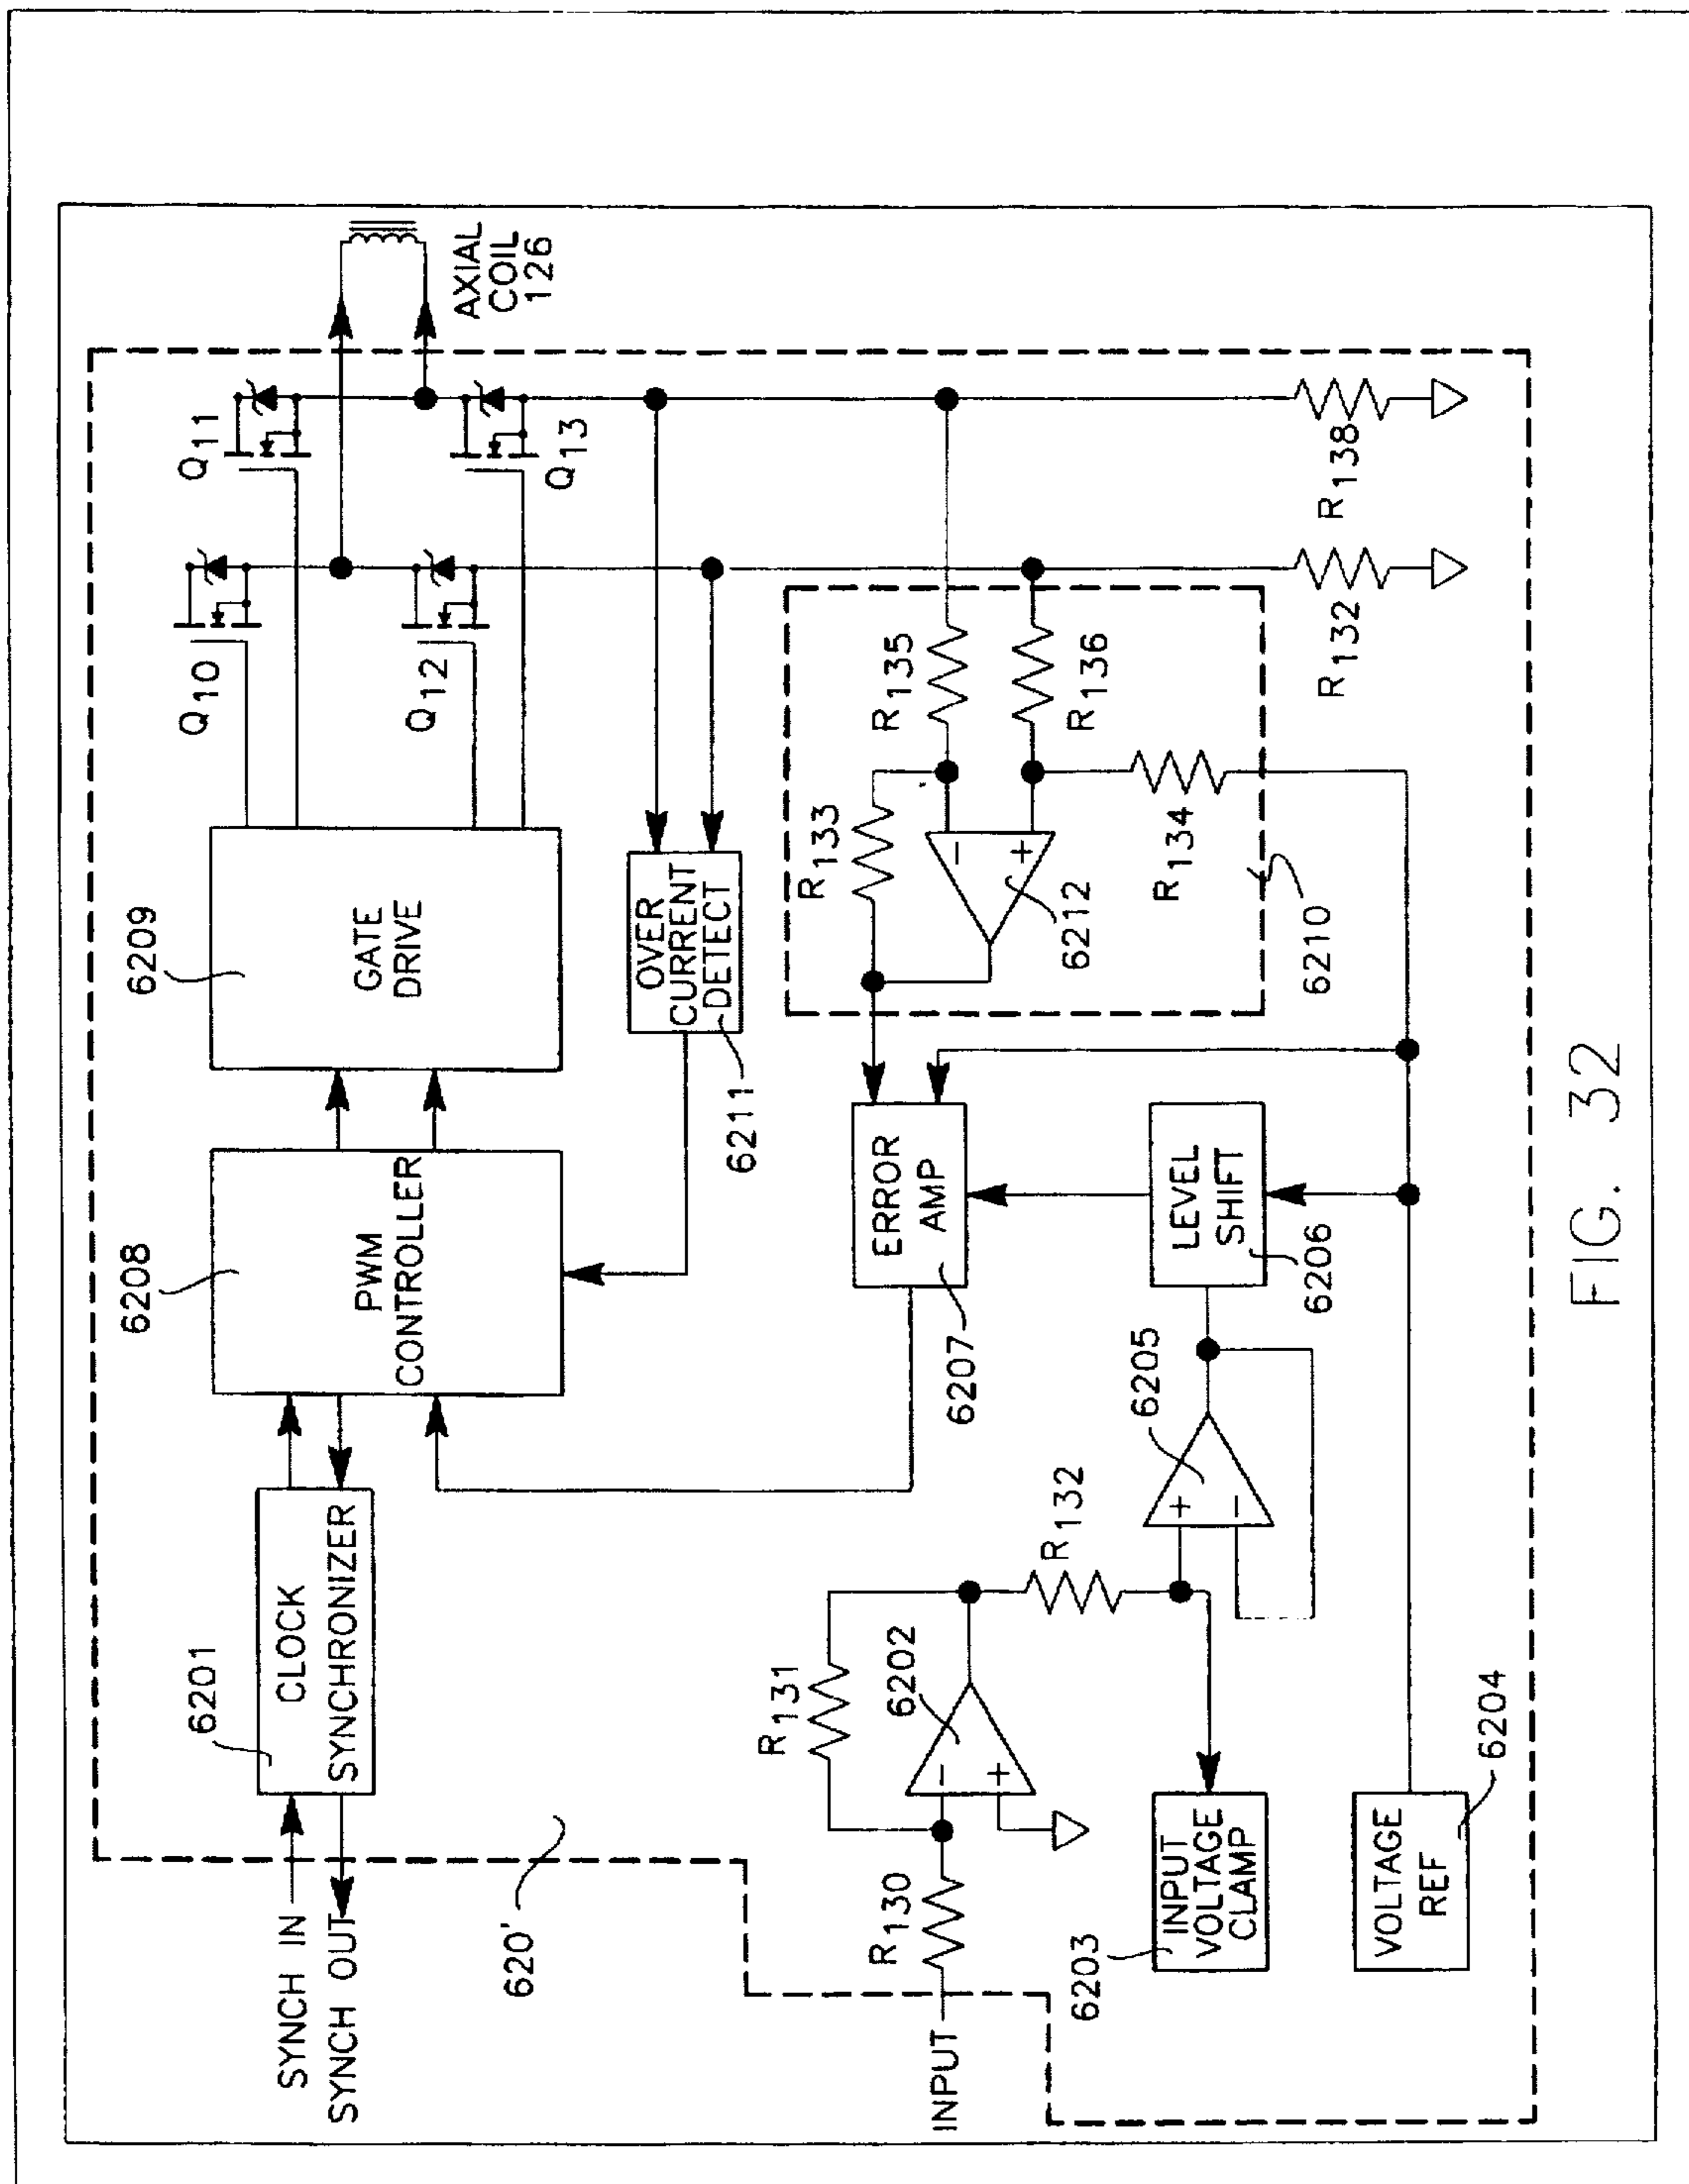 6201
CLOCK
SYNCHRONIZER
SYNCH IN
SYNCH OUT
620'
6208
PWM
CONTROLLER
6209
GATE
DRIVE
Q10
Q11
Q12
Q13
AXIAL
COIL
126
OVER
CURRENT
DETECT
6211
INPUT
R130
R131
-
+
6202
R132
6203
INPUT
VOLTAGE
CLAMP
+
-
6205
LEVEL
SHIFT
6206
ERROR
AMP
6207
R133
-
+
6212
R135
R136
R134
6210
R132
R138
VOLTAGE
REF
6204
FIG. 32